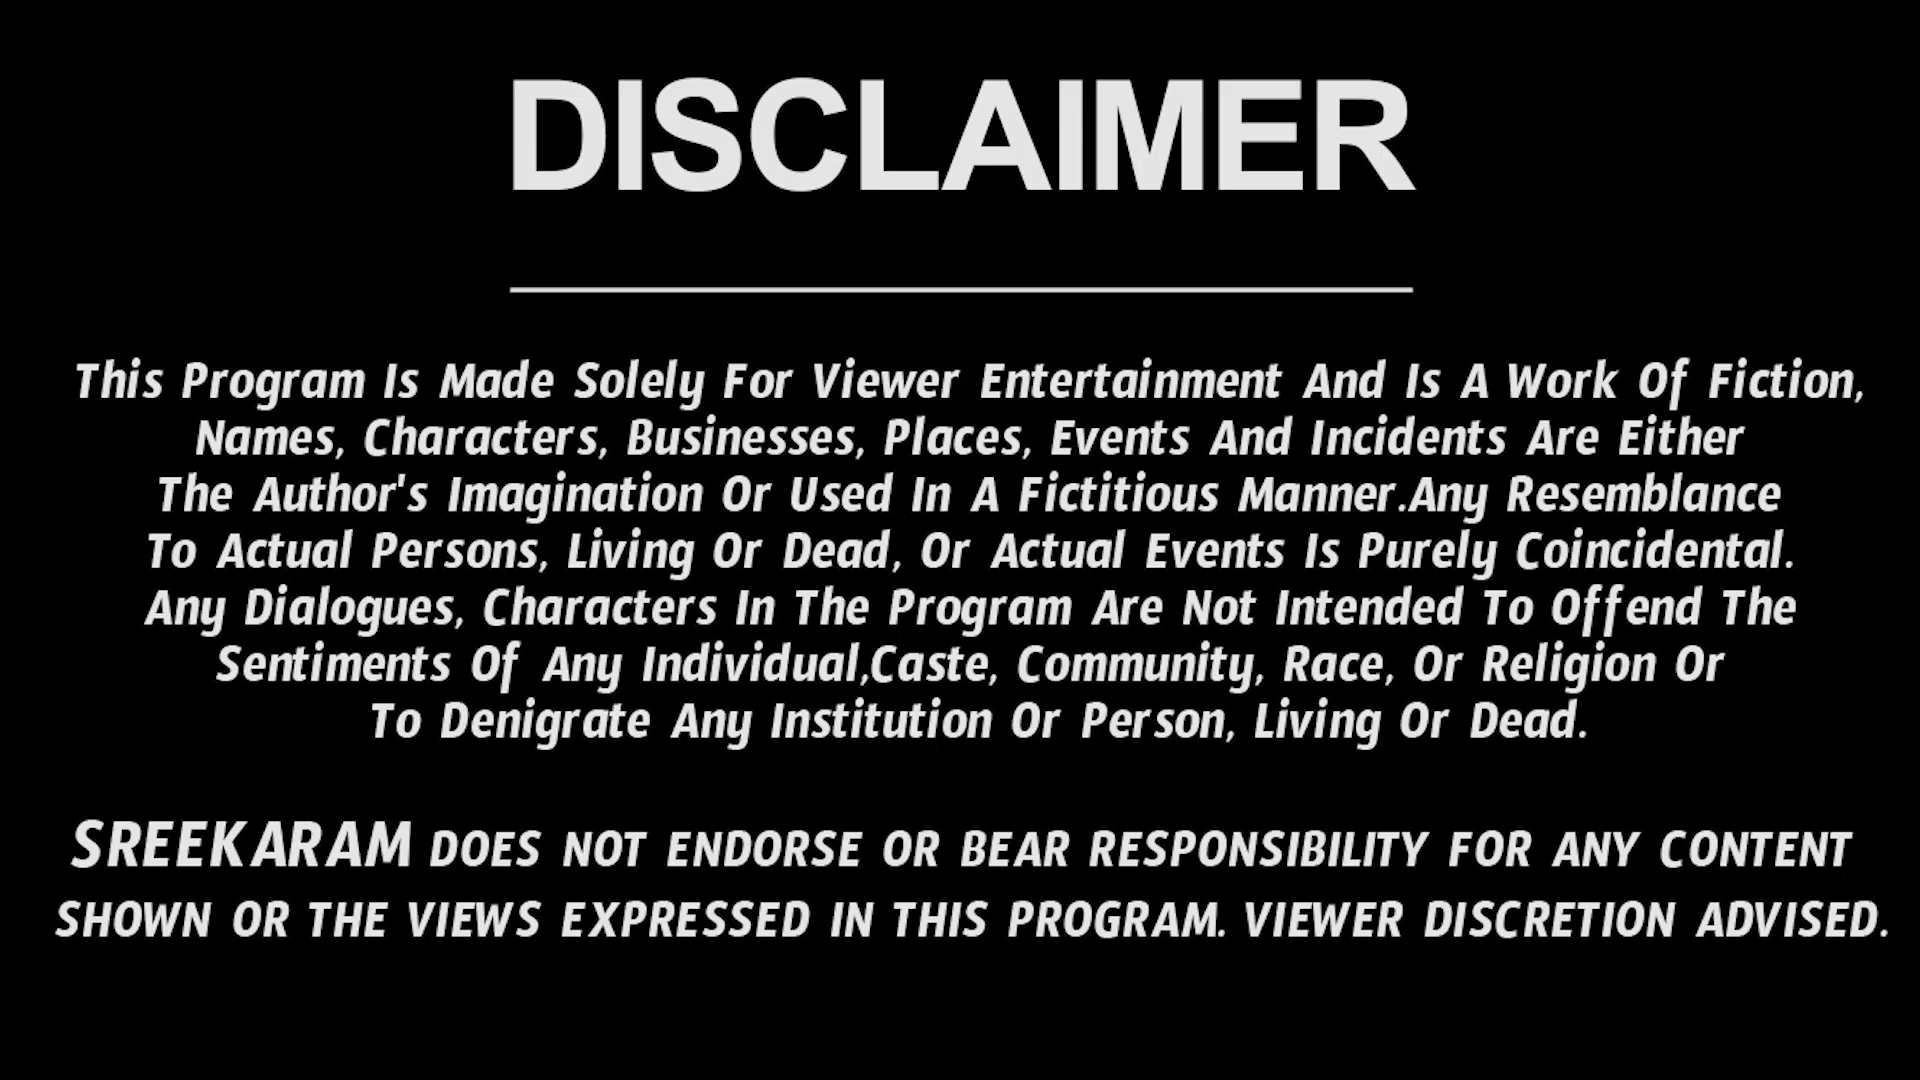 DISCLAIMER
This Program Is Made Solely For Viewer Entertainment And Is A Work Of Fiction,
Names, Characters, Businesses, Places, Events And Incidents Are Either
The Author's Imagination Or Used In A Fictitious Manner.Any Resemblance
To Actual Persons, Living Or Dead, Or Actual Events Is Purely Coincidental.
Any Dialogues, Characters In The Program Are Not Intended To Offend The
Sentiments Of Any Individual,Caste, Community, Race, Or Religion Or
To Denigrate Any Institution Or Person, Living Or Dead.
SREEKARAM DOES NOT ENDORSE OR BEAR RESPONSIBILITY FOR ANY CONTENT
SHOWN OR THE VIEWS EXPRESSED IN THIS PROGRAM. VIEWER DISCRETION ADVISED.